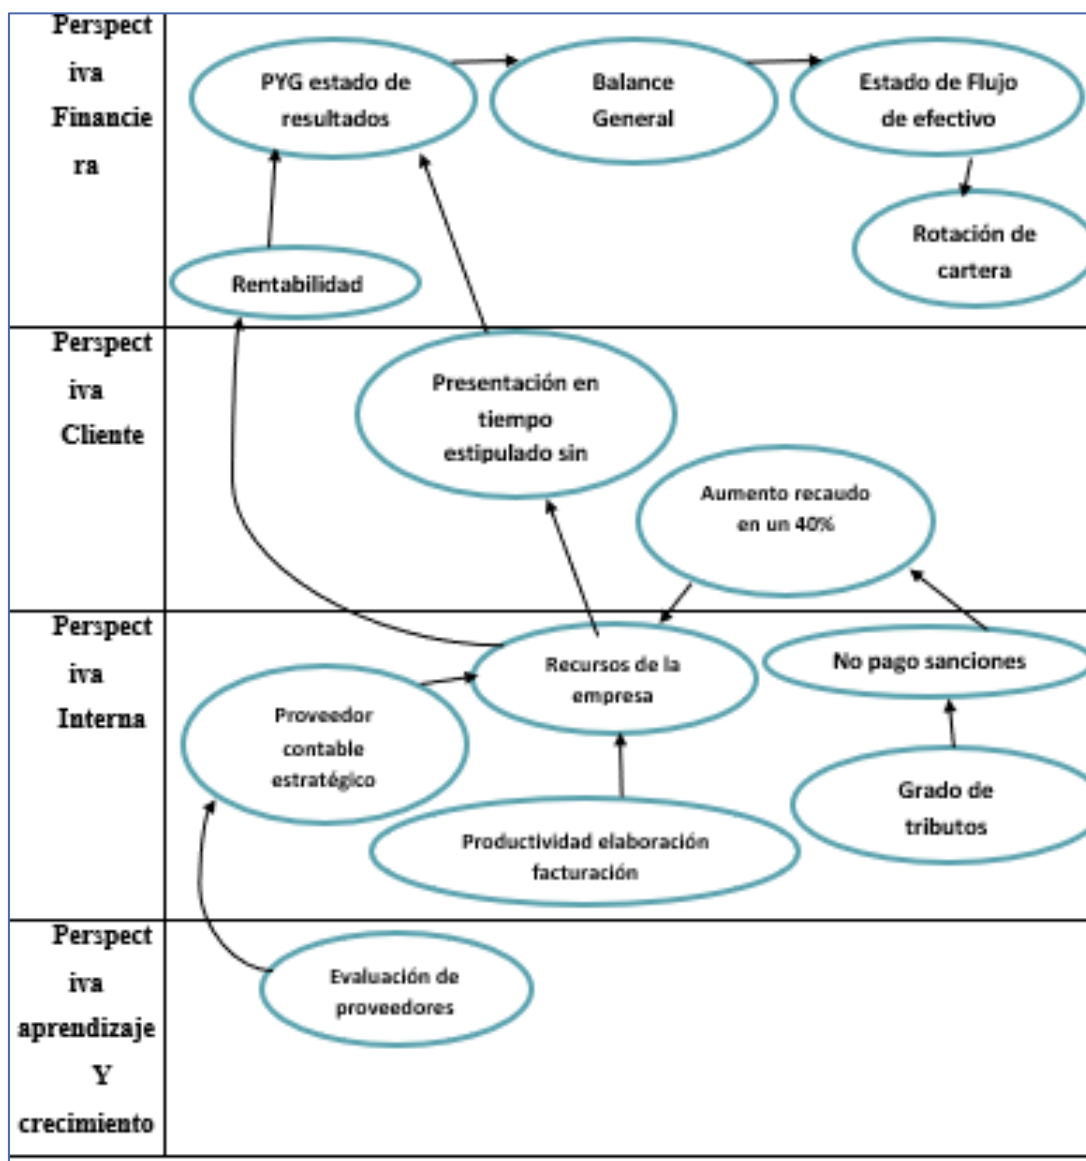 Perspect
iva
Financie
ra
PYG estado de
resultados
Balance
General
Estado de Flujo
de efectivo
Rotación de
cartera
Rentabilidad
Perspect
iva
Cliente
Presentación en
tiempo
estipulado sin
Aumento recaudo
en un 40%
Perspect
iva
Interna
Recursos de la
empresa
No pago sanciones
Proveedor
contable
estratégico
Grado de
tributos
Productividad elaboración
facturación
Perspect
iva
aprendizaje
Y
crecimiento
Evaluación de
proveedores